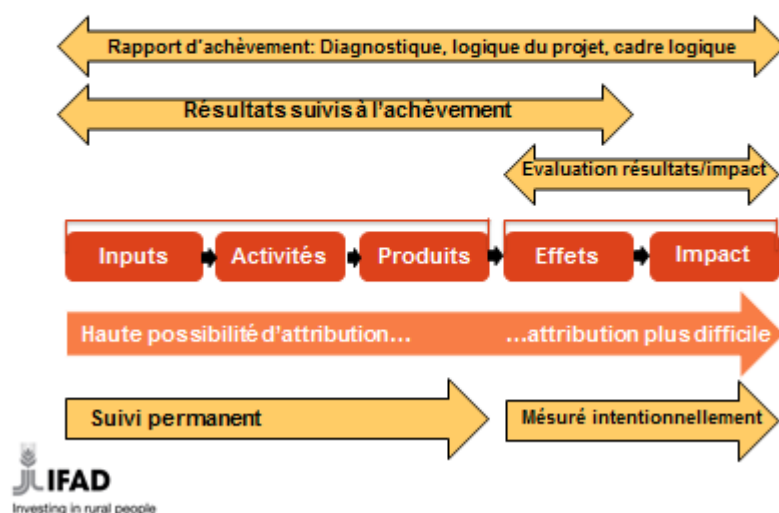 Rapport d'achèvement: Diagnostique, logique du projet, cadre logique
Résultats suivis à l'achèvement
Evaluation résultats/impact
Inputs
Activités
Produits
Effets
Impact
Haute possibilité d'attribution... ...attribution plus difficile
Suivi permanent
Mésuré intentionnellement
IFAD
Investing in rural people